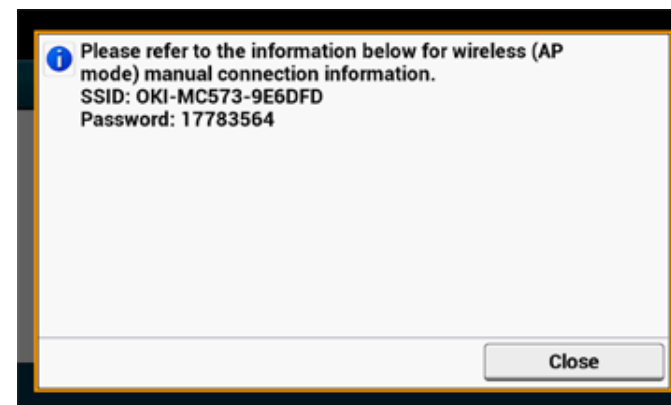 Please refer to the information below for wireless (AP
mode) manual connection information.
SSID: OKI-MC573-9E6DFD
Password: 17783564
Close